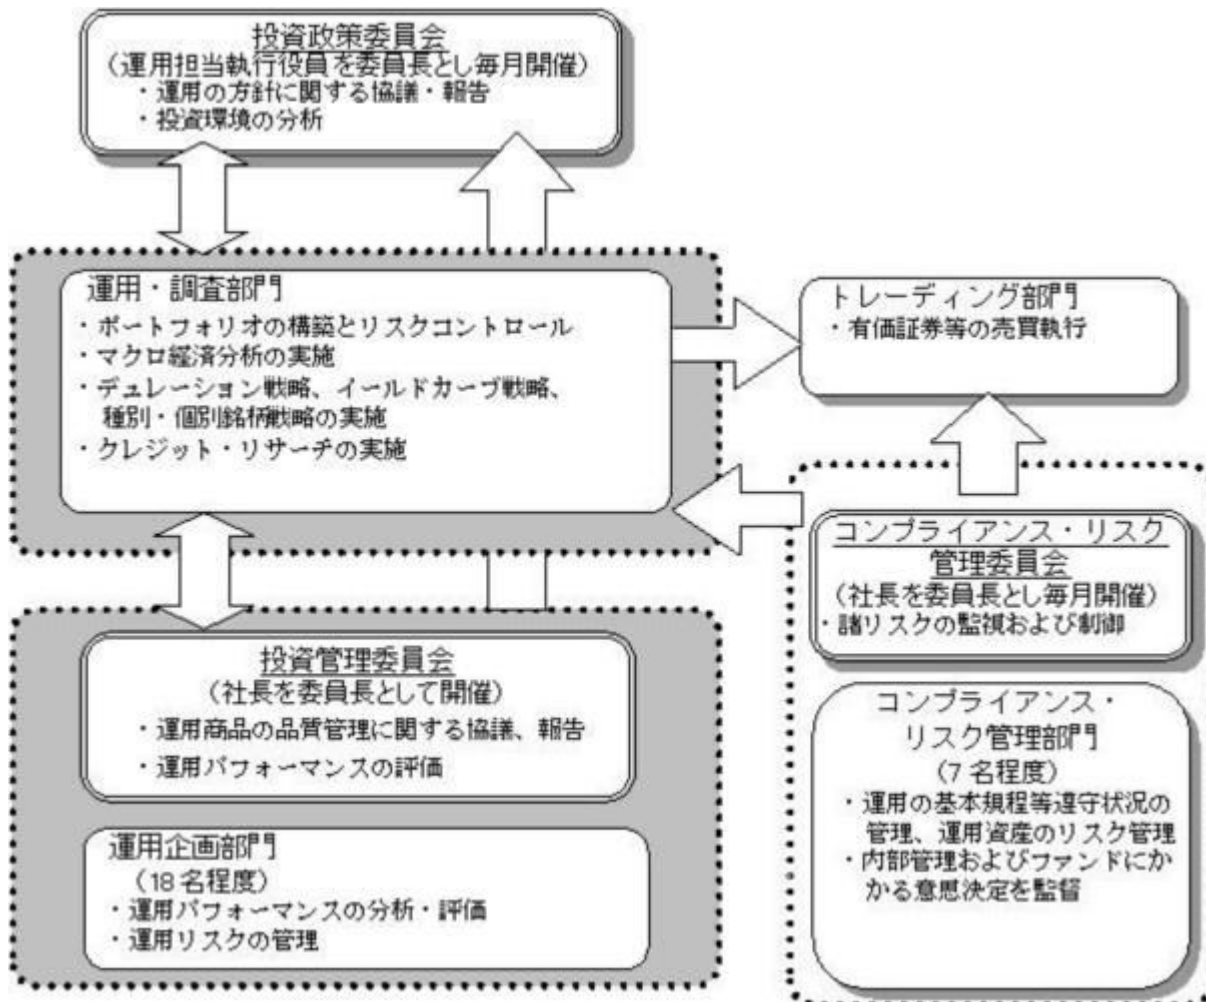 投資政策委員会
(運用担当執行役員を委員長とし毎月開催)
・運用の方針に関する協議・報告
・投資環境の分析
運用・調査部門
・ポートフォリオの構築とリスクコントロール
・マクロ経済分析の実施
・デュレーション戦略、イールドカーブ戦略、
種別・個別銘柄戦略の実施
・クレジット・リサーチの実施
トレーディング部門
・有価証券等の売買執行
コンプライアンス・リスク
管理委員会
(社長を委員長とし毎月開催)
・諸リスクの監視および制御
投資管理委員会
(社長を委員長として開催)
・運用商品の品質管理に関する協議、報告
・運用パフォーマンスの評価
運用企画部門
(18名程度)
・運用パフォーマンスの分析・評価
・運用リスクの管理
コンプライアンス・
リスク管理部門
(7名程度)
・運用の基本規程等遵守状況の
管理、運用資産のリスク管理
・内部管理およびファンドにか
かる意思決定を監督